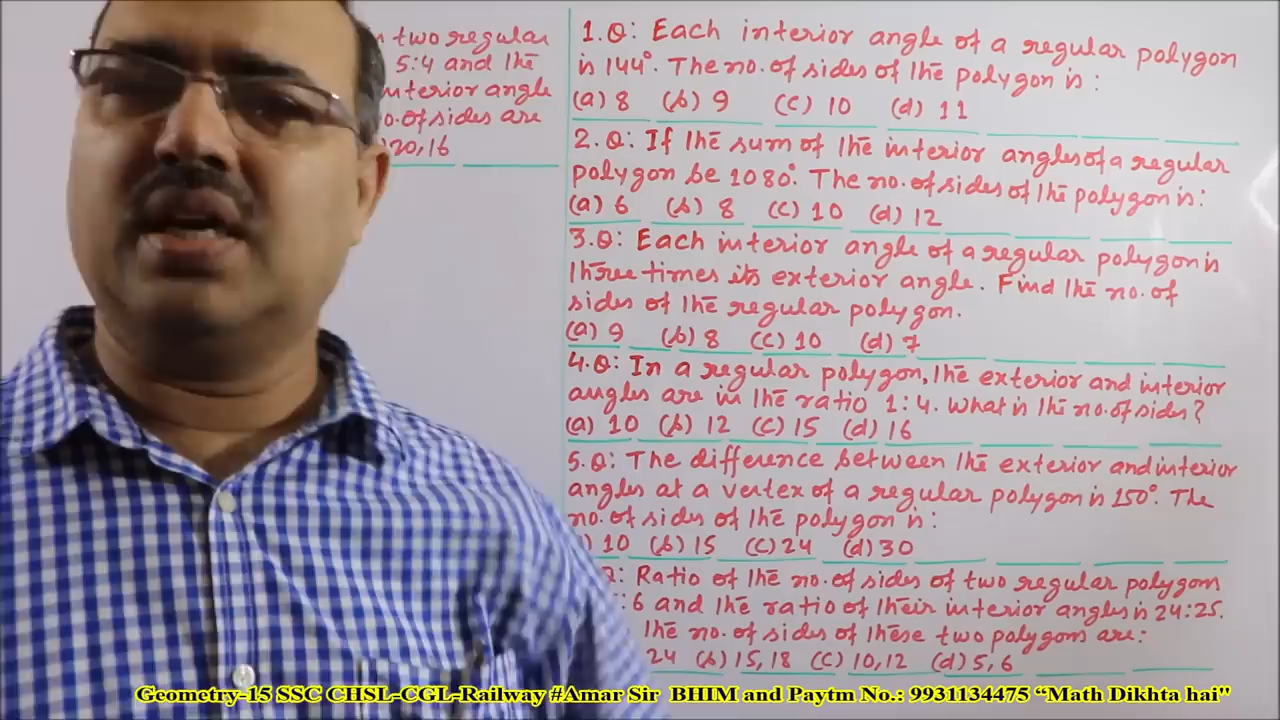 two regular
5:4 and the
interior angle
no. of sides are
20,16
1.Q: Each interior angle of a regular polygon
is 144°. The no. of sides of the polygon is:
(a) 8 (b) 9 (c) 10 (d) 11
2.Q: If the sum of the interior angles of a regular
polygon be 1080°. The no. of sides of the polygon is:
(a) 6 (b) 8 (c) 10 (d) 12
3.Q: Each interior angle of a regular polygon is
three times its exterior angle. Find the no. of
sides of the regular polygon.
(a) 9 (b) 8 (c) 10 (d) 7
4.Q: In a regular polygon, the exterior and interior
angles are in the ratio 1:4. What is the no. of sides?
(a) 10 (b) 12 (c) 15 (d) 16
5.Q: The difference between the exterior and interior
angles at a vertex of a regular polygon is 150°. The
no. of sides of the polygon is:
) 10 (b) 15 (c) 24 (d) 30
Q: Ratio of the no. of sides of two regular polygons
:6 and the ratio of their interior angles is 24:25.
the no. of sides of these two polygons are:
24 (b) 15, 18 (c) 10, 12 (d) 5, 6
Geometry-15 SSC CHSL-CGL-Railway #Amar Sir BHIM and Paytm No.: 9931134475 “Math Dikhta hai"